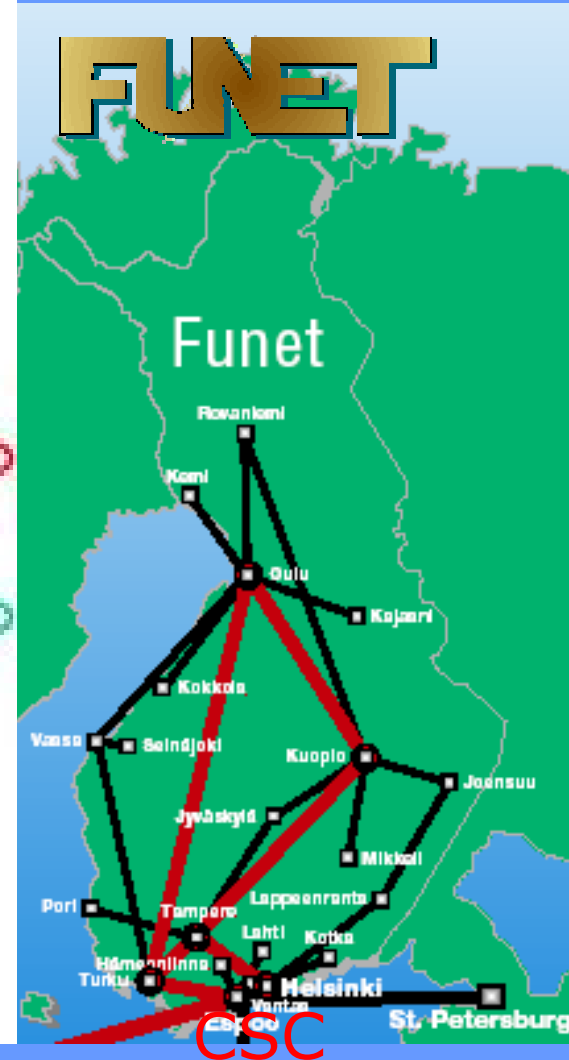 FUNET
Funet
Rovaniemi
Kemi
Oulu
Kajaani
Kokkola
Vaasa
Seinäjoki
Kuopio
Joensuu
Jyväskylä
Mikkeli
Lappeenranta
Pori
Tampere
Lahti
Kotka
Hämeenlinna
Turku
Helsinki
Vantaa
Espoo
St. Petersburg
CSC